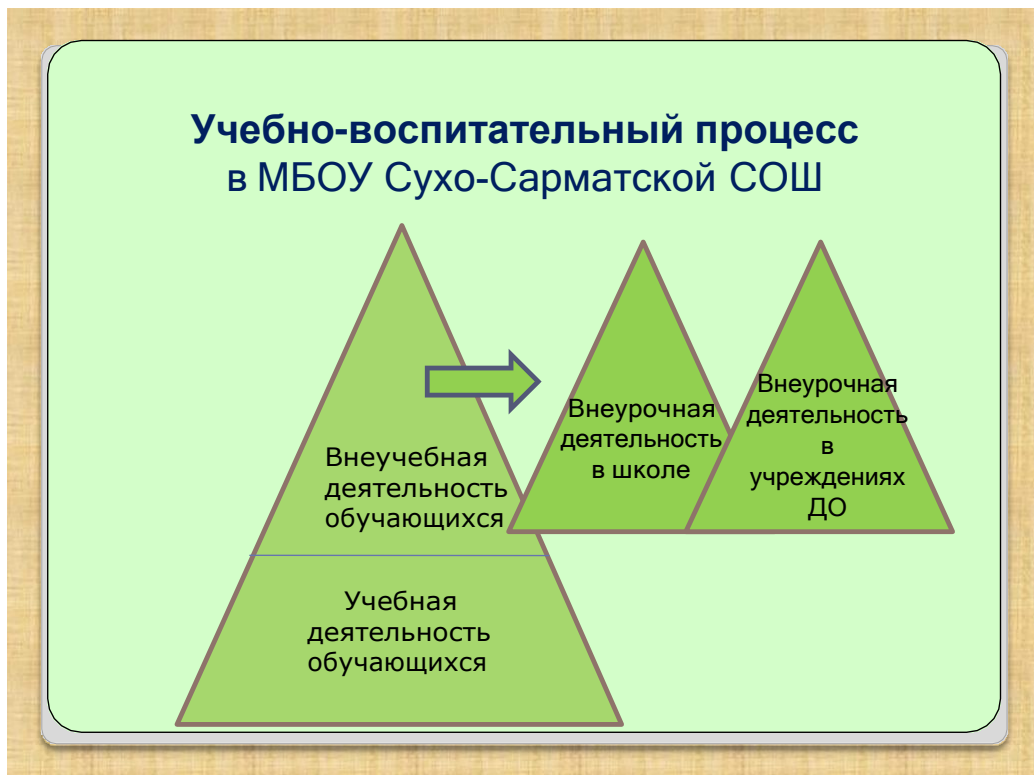 Учебно-воспитательный процесс
в МБОУ Сухо-Сарматской СОШ
Внеучебная
деятельность
обучающихся
Учебная
деятельность
обучающихся
Внеурочная
деятельность
в школе
Внеурочная
деятельность
в
учреждениях
ДО